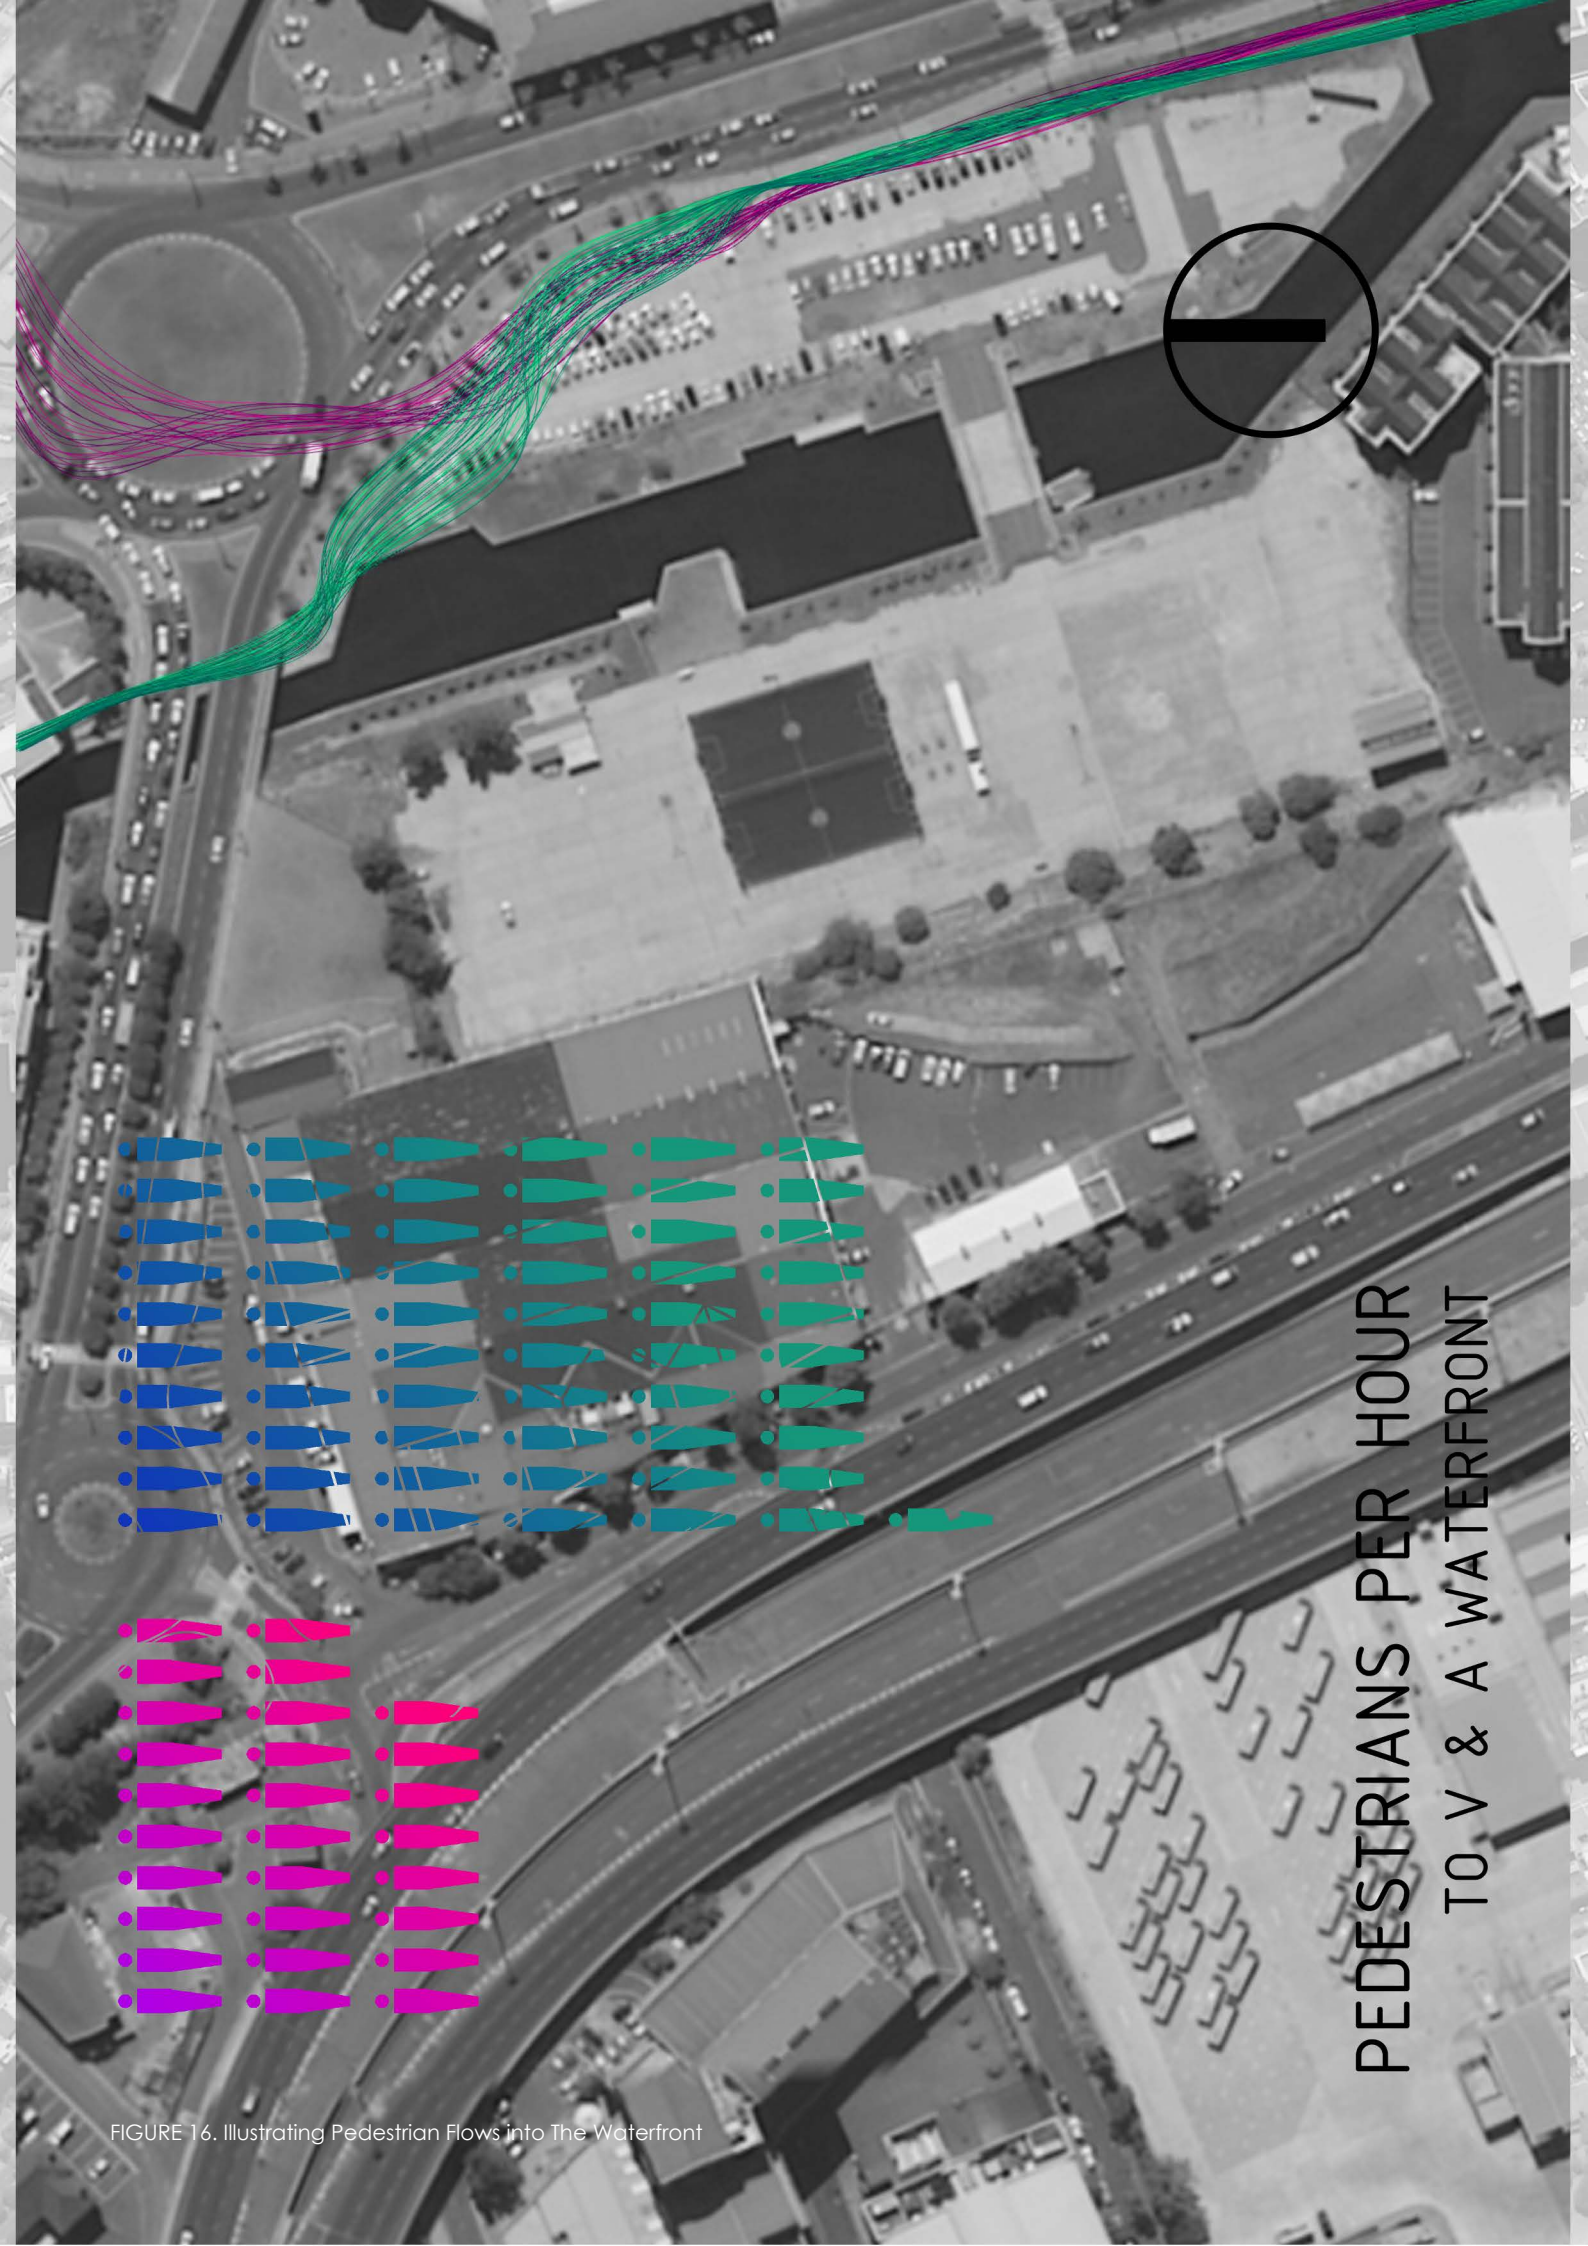 PEDESTRIANS PER HOUR
TO V & A WATERFRONT
FIGURE 16. Illustrating Pedestrian Flows into The Waterfront